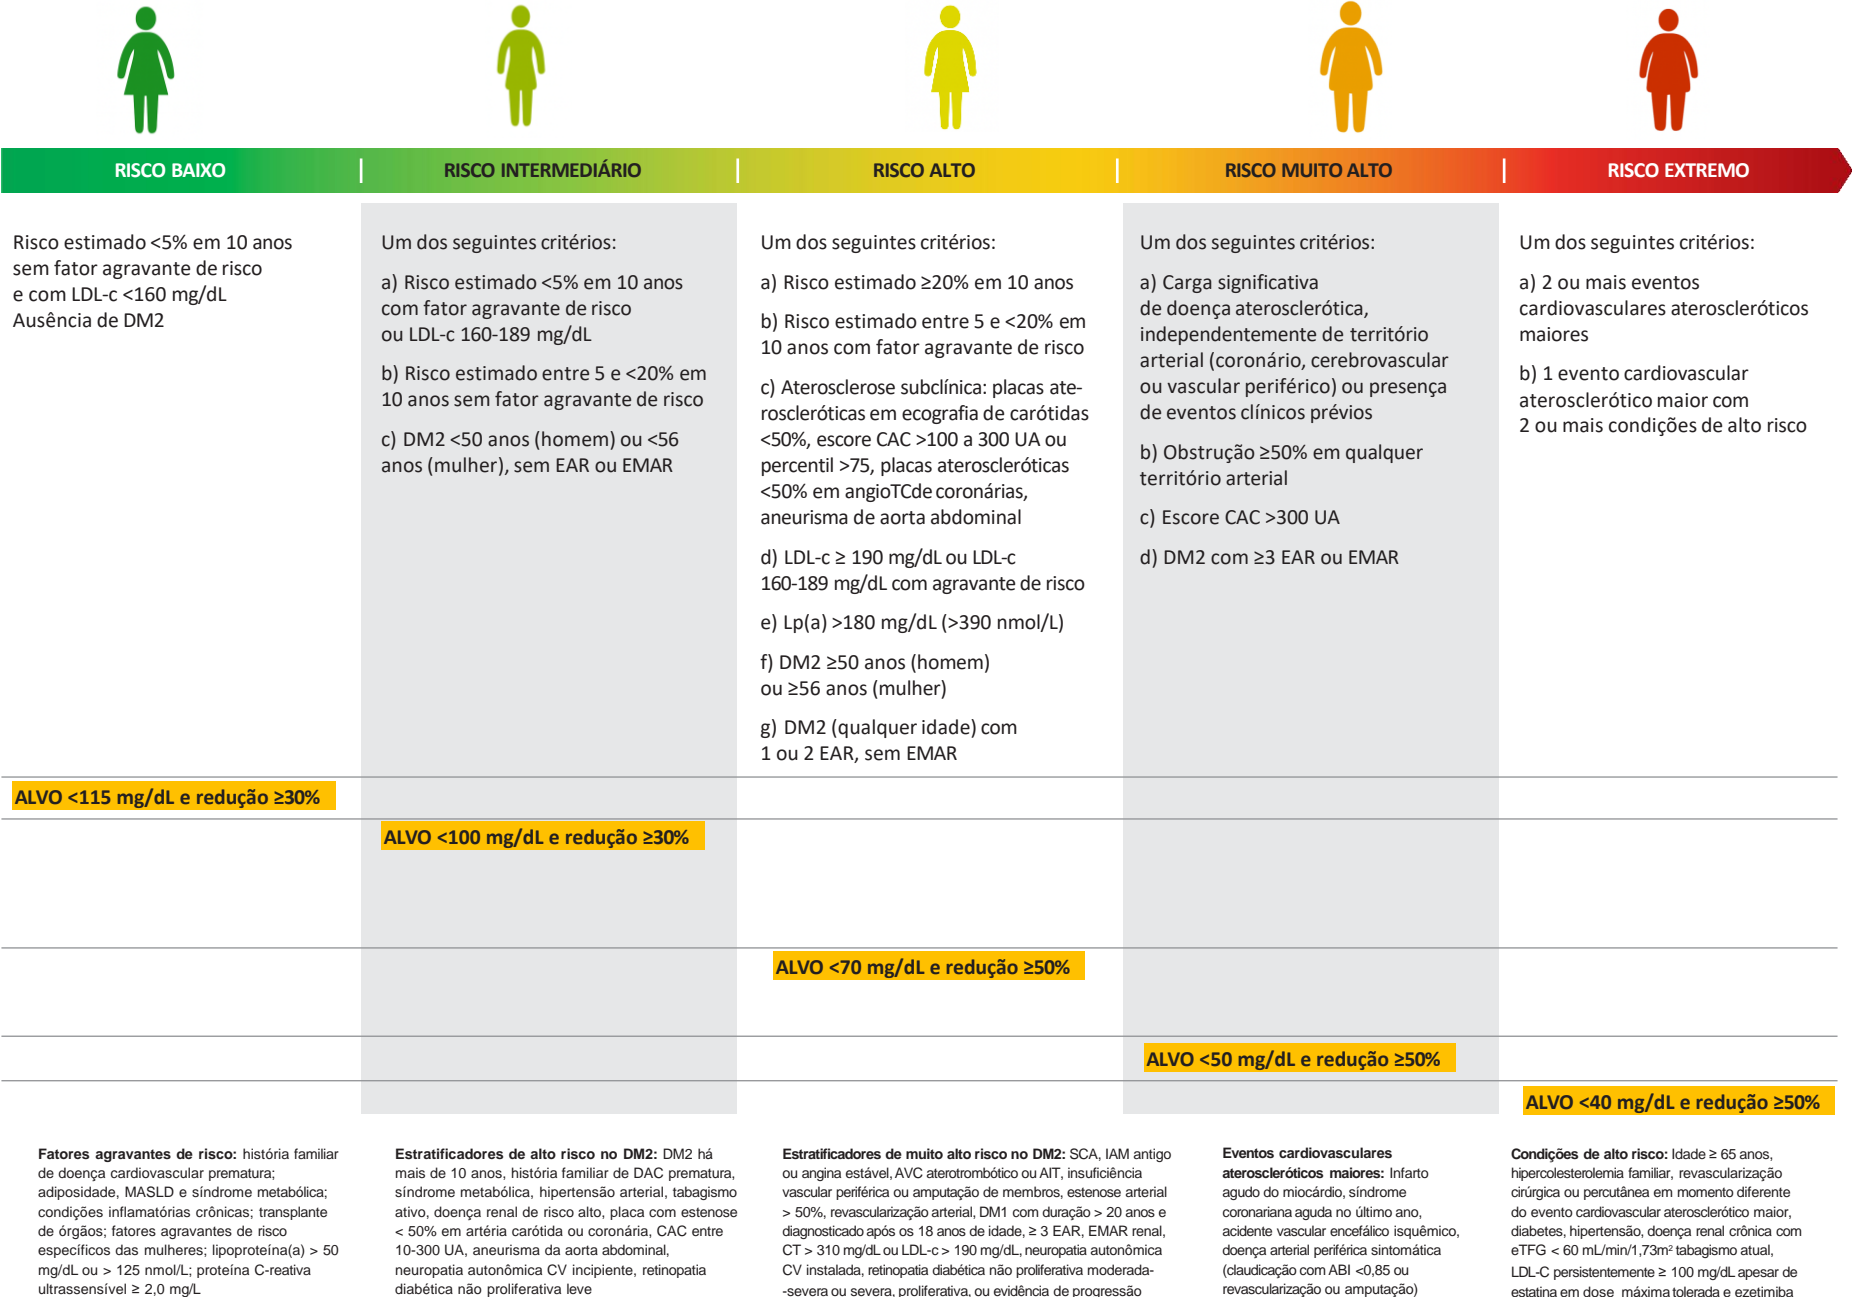 RISCO BAIXO
RISCO INTERMEDIÁRIO
RISCO ALTO
RISCO MUITO ALTO
RISCO EXTREMO
Risco estimado <5% em 10 anos
sem fator agravante de risco
e com LDL-c <160 mg/dL
Ausência de DM2
Um dos seguintes critérios:
a) Risco estimado <5% em 10 anos
com fator agravante de risco
ou LDL-c 160-189 mg/dL
b) Risco estimado entre 5 e <20% em
10 anos sem fator agravante de risco
c) DM2 <50 anos (homem) ou <56
anos (mulher), sem EAR ou EMAR
Um dos seguintes critérios:
a) Risco estimado ≥20% em 10 anos
b) Risco estimado entre 5 e <20% em
10 anos com fator agravante de risco
c) Aterosclerose subclínica: placas ate-
roscleróticas em ecografia de carótidas
<50%, escore CAC >100 a 300 UA ou
percentil >75, placas ateroscleróticas
<50% em angioTCde coronárias,
aneurisma de aorta abdominal
d) LDL-c ≥ 190 mg/dL ou LDL-c
160-189 mg/dL com agravante de risco
e) Lp(a) >180 mg/dL (>390 nmol/L)
f) DM2 ≥50 anos (homem)
ou ≥56 anos (mulher)
g) DM2 (qualquer idade) com
1 ou 2 EAR, sem EMAR
Um dos seguintes critérios:
a) Carga significativa
de doença aterosclerótica,
independentemente de território
arterial (coronário, cerebrovascular
ou vascular periférico) ou presença
de eventos clínicos prévios
b) Obstrução ≥50% em qualquer
território arterial
c) Escore CAC >300 UA
d) DM2 com ≥3 EAR ou EMAR
Um dos seguintes critérios:
a) 2 ou mais eventos
cardiovasculares ateroscleróticos
maiores
b) 1 evento cardiovascular
aterosclerótico maior com
2 ou mais condições de alto risco
ALVO <115 mg/dL e redução ≥30%
ALVO <100 mg/dL e redução ≥30%
ALVO <70 mg/dL e redução ≥50%
ALVO <50 mg/dL e redução ≥50%
ALVO <40 mg/dL e redução ≥50%
Fatores agravantes de risco: história familiar
de doença cardiovascular prematura;
adiposidade, MASLD e síndrome metabólica;
condições inflamatórias crônicas; transplante
de órgãos; fatores agravantes de risco
específicos das mulheres; lipoproteína(a) > 50
mg/dL ou > 125 nmol/L; proteína C-reativa
ultrassensível ≥ 2,0 mg/L
Estratificadores de alto risco no DM2: DM2 há
mais de 10 anos, história familiar de DAC prematura,
síndrome metabólica, hipertensão arterial, tabagismo
ativo, doença renal de risco alto, placa com estenose
< 50% em artéria carótida ou coronária, CAC entre
10-300 UA, aneurisma da aorta abdominal,
neuropatia autonômica CV incipiente, retinopatia
diabética não proliferativa leve
Estratificadores de muito alto risco no DM2: SCA, IAM antigo
ou angina estável, AVC aterotrombótico ou AIT, insuficiência
vascular periférica ou amputação de membros, estenose arterial
> 50%, revascularização arterial, DM1 com duração > 20 anos e
diagnosticado após os 18 anos de idade, ≥ 3 EAR, EMAR renal,
CT > 310 mg/dL ou LDL-c > 190 mg/dL, neuropatia autonômica
CV instalada, retinopatia diabética não proliferativa moderada-
-severa ou severa, proliferativa, ou evidência de progressão
Eventos cardiovasculares
ateroscleróticos maiores: Infarto
agudo do miocárdio, síndrome
coronariana aguda no último ano,
acidente vascular encefálico isquêmico,
doença arterial periférica sintomática
(claudicação com ABI <0,85 ou
revascularização ou amputação)
Condições de alto risco: Idade ≥ 65 anos,
hipercolesterolemia familiar, revascularização
cirúrgica ou percutânea em momento diferente
do evento cardiovascular aterosclerótico maior,
diabetes, hipertensão, doença renal crônica com
eTFG < 60 mL/min/1,73m² tabagismo atual,
LDL-C persistentemente ≥ 100 mg/dL apesar de
estatina em dose máxima tolerada e ezetimiba